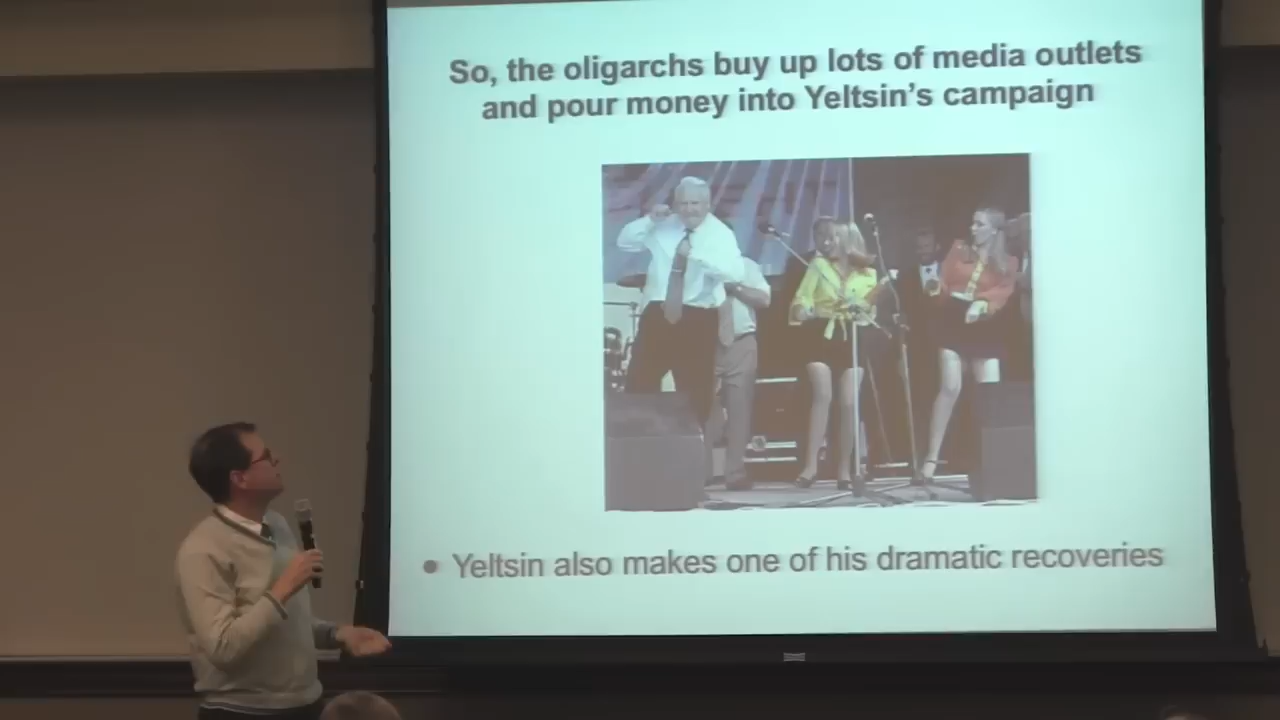 So, the oligarchs buy up lots of media outlets
and pour money into Yeltsin's campaign
• Yeltsin also makes one of his dramatic recoveries